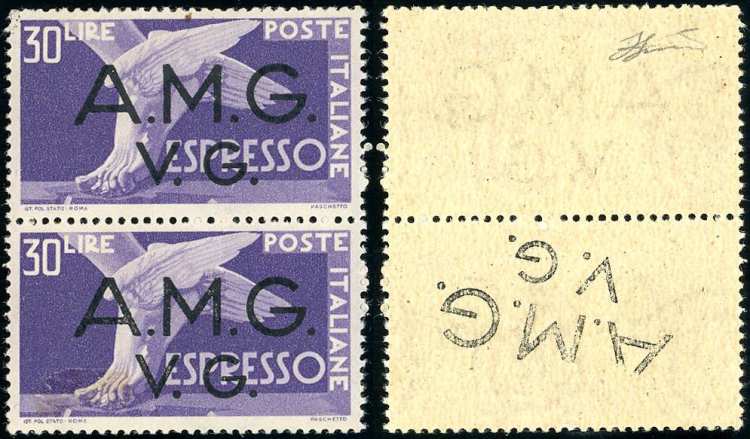 30 LIRE POSTE ITALIANE
A.M.G.
V.G.
ESPRESSO
IST. POL. STATO - ROMA PASCHETTO
30 LIRE POSTE ITALIANE
A.M.G.
V.G.
ESPRESSO
IST. POL. STATO - ROMA PASCHETTO
A.M.G.
V.G.
A.M.G.
V.G.